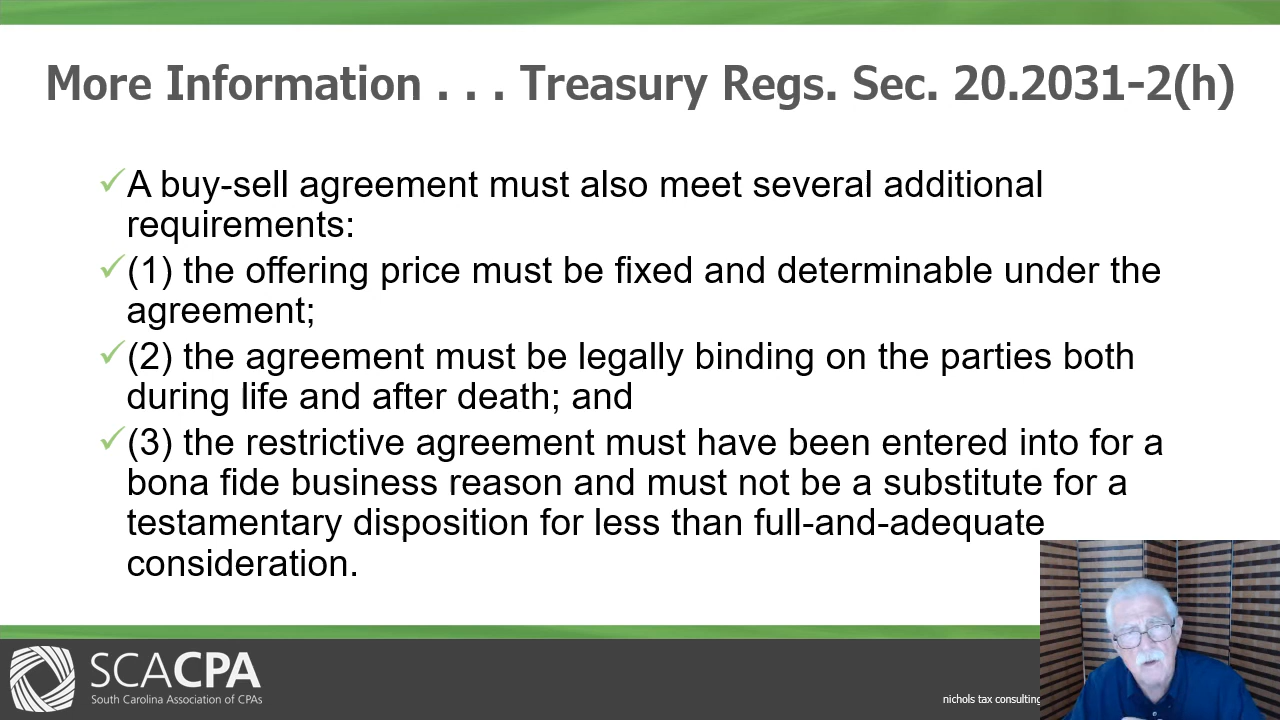 More Information . . . Treasury Regs. Sec. 20.2031-2(h)
✓A buy-sell agreement must also meet several additional
requirements:
✓(1) the offering price must be fixed and determinable under the
agreement;
✓(2) the agreement must be legally binding on the parties both
during life and after death; and
✓(3) the restrictive agreement must have been entered into for a
bona fide business reason and must not be a substitute for a
testamentary disposition for less than full-and-adequate
consideration.
SCACPA
South Carolina Association of CPAs
nichols tax consulting